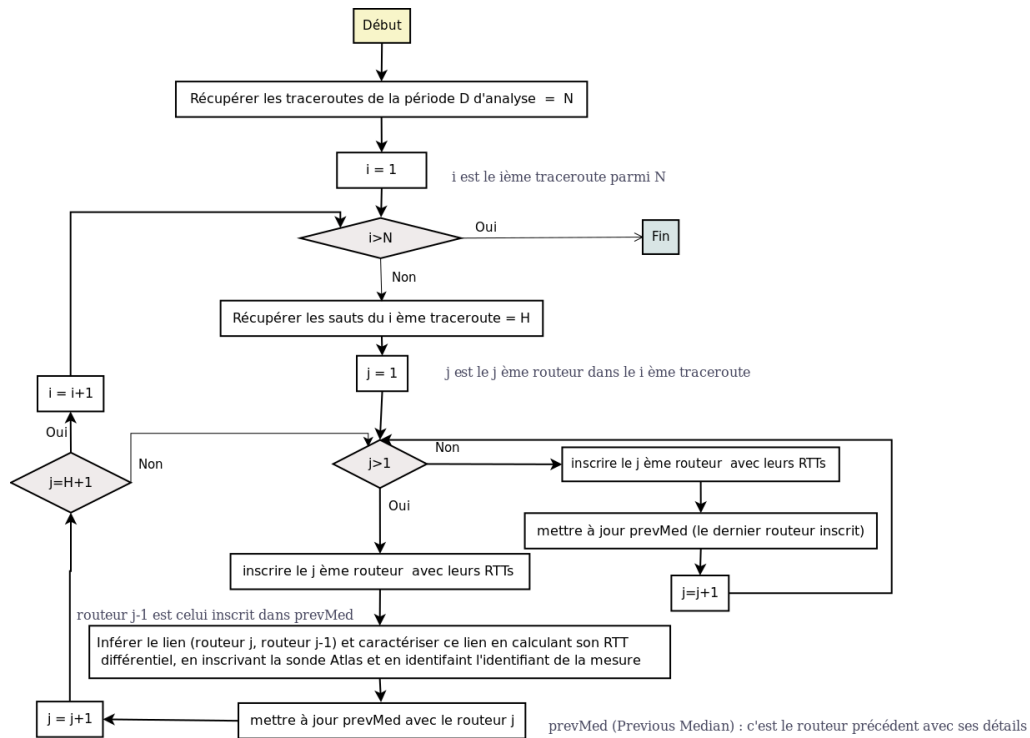 Début
Récupérer les traceroutes de la période D d'analyse = N
i = 1
i est le ième traceroute parmi N
i>N
Oui
Fin
Non
Récupérer les sauts du i ème traceroute = H
j = 1
j est le j ème routeur dans le i ème traceroute
i = i+1
Oui
j=H+1
Non
j>1
Non
inscrire le j ème routeur avec leurs RTTs
Oui
mettre à jour prevMed (le dernier routeur inscrit)
j=j+1
inscrire le j ème routeur avec leurs RTTs
routeur j-1 est celui inscrit dans prevMed
Inférer le lien (routeur j, routeur j-1) et caractériser ce lien en calculant son RTT
différentiel, en inscrivant la sonde Atlas et en identifaint l'identifiant de la mesure
j = j+1
mettre à jour prevMed avec le routeur j
prevMed (Previous Median) : c'est le routeur précédent avec ses détails